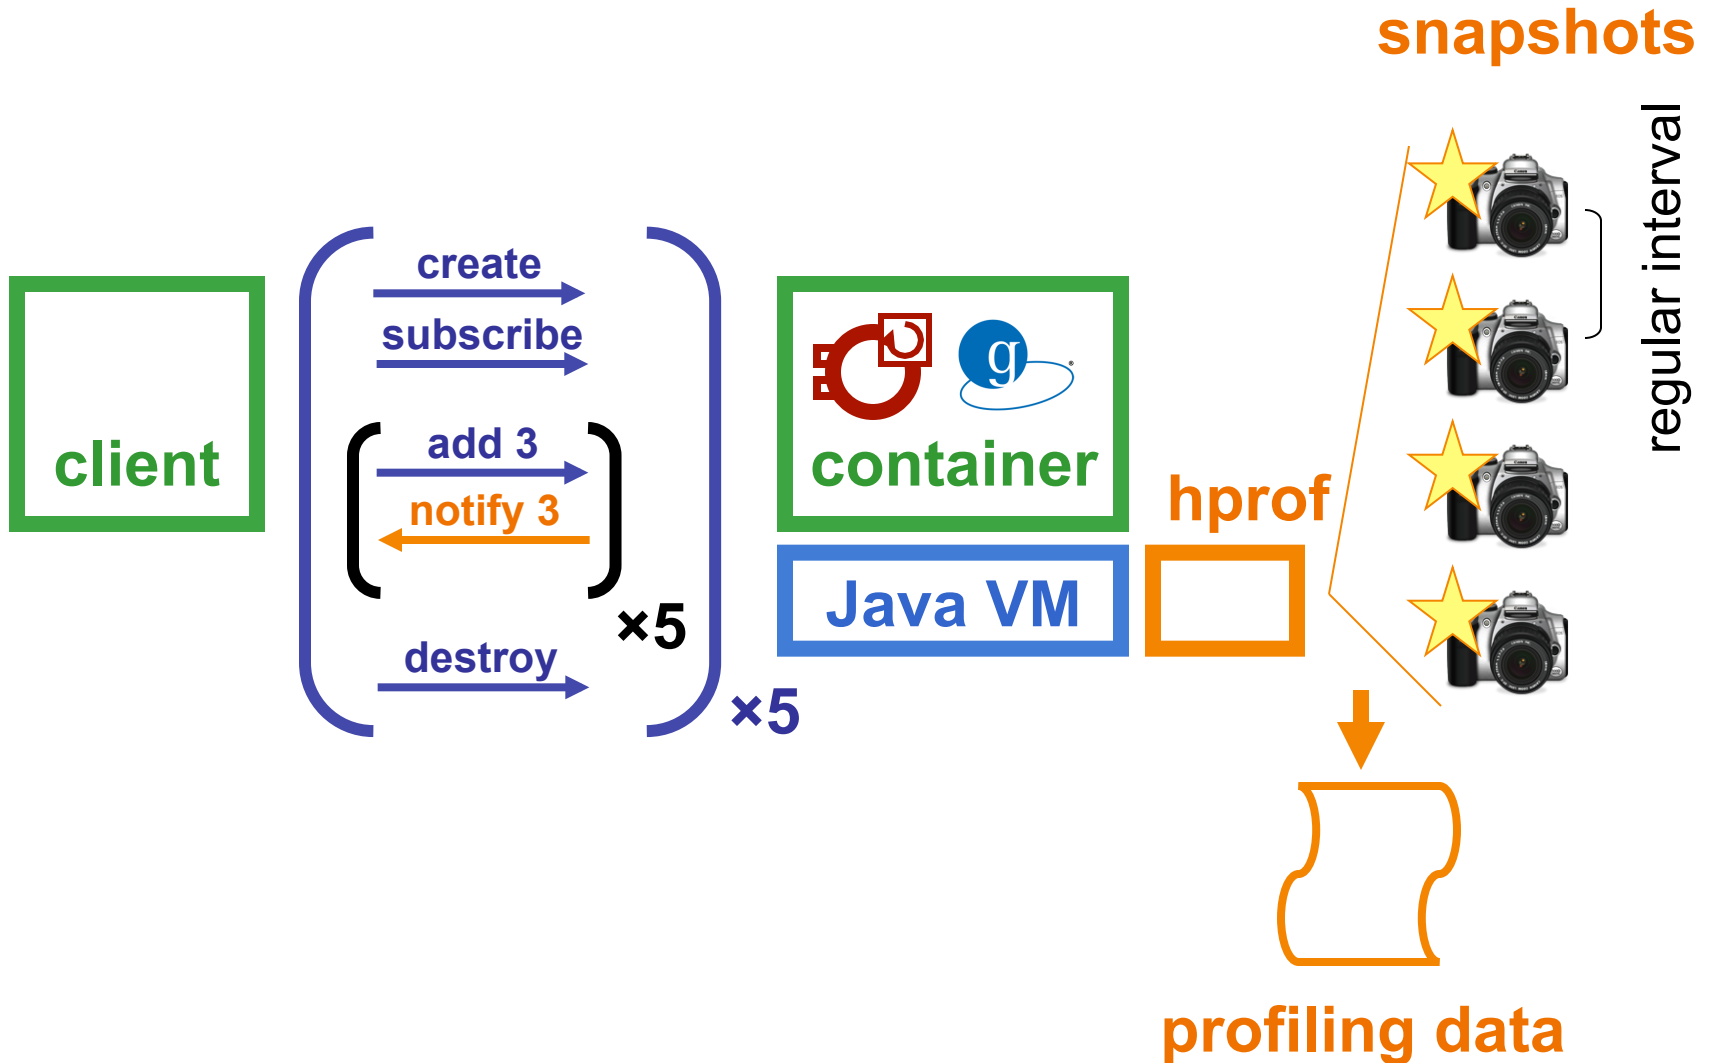 snapshots
regular interval
create
subscribe
add 3
notify 3
×5
destroy
×5
client
g
®
container
Java VM
hprof
profiling data